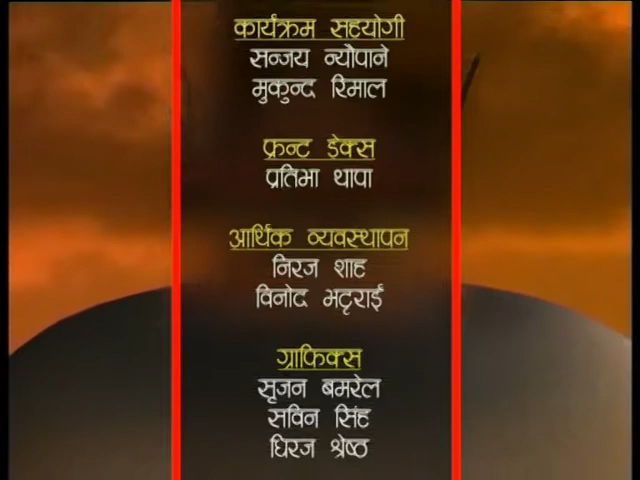 कार्यक्रम सहयोगी
सन्जय न्यौपाने
मुकुन्द रिमाल
फ्रन्ट डेक्स
प्रतिभा थापा
आर्थिक व्यवस्थापन
निरज शाह
विनोद भट्टराई
ग्राफिक्स
सृजन बमरेल
सविन सिंह
धिरज श्रेष्ठ